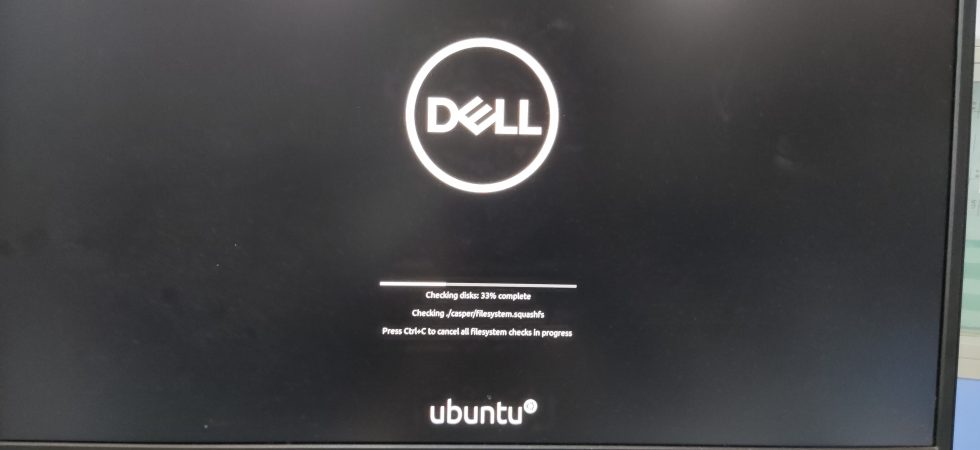 DELL
Checking disks: 33% complete
Checking ./casper/filesystem.squashfs
Press Ctrl+C to cancel all filesystem checks in progress
ubuntu